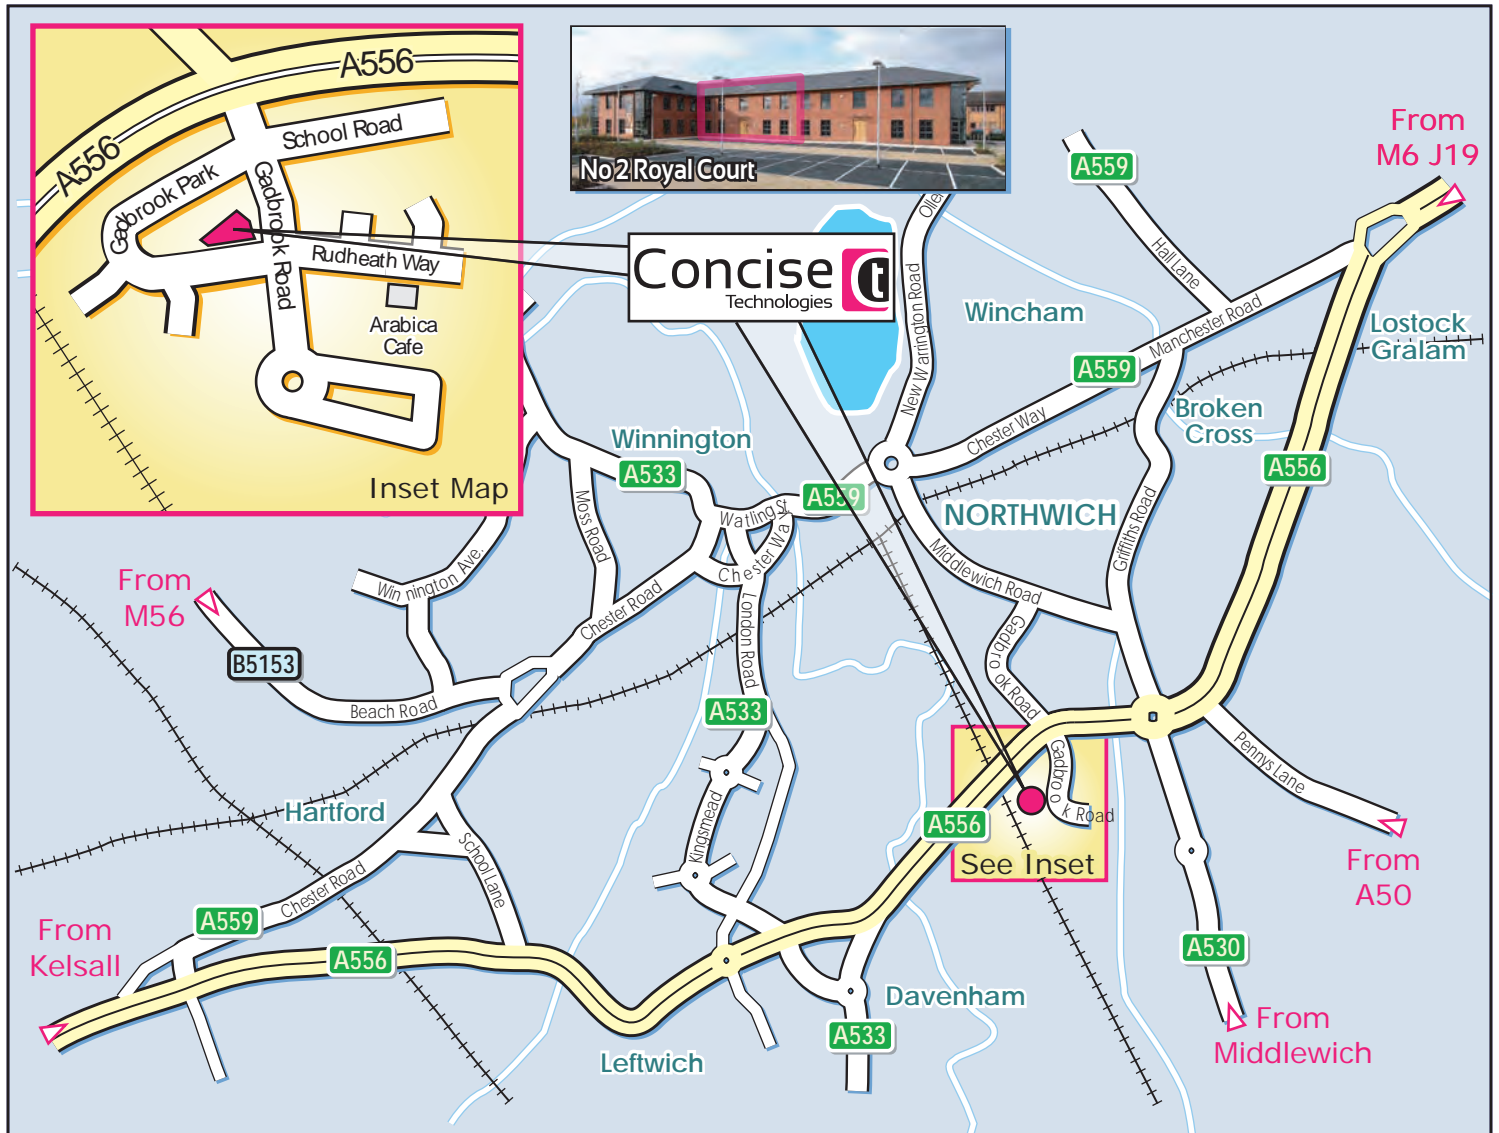 A556
A556
School Road
Gadbrook Park
Gadbrook Road
Rudheath Way
Arabica
Cafe
Inset Map
No 2 Royal Court
Concise
Technologies
ct
From
M6 J19
A559
Hall Lane
Manchester Road
Lostock
Gralam
Wincham
New Warrington Road
A559
Chester Way
Broken
Cross
A556
Winnington
A533
A559
Watling St
Chester Way
NORTHWICH
Moss Road
Middlewich Road
Griffiths Road
Winnington Ave.
From
M56
B5153
Chester Road
London Road
Gadbrook Road
Beach Road
A533
Gadbrook Road
Pennys Lane
Hartford
Kingsmead
A556
See Inset
School Lane
From
A50
Chester Road
A559
From
Kelsall
A556
A530
Davenham
A533
From
Middlewich
Leftwich